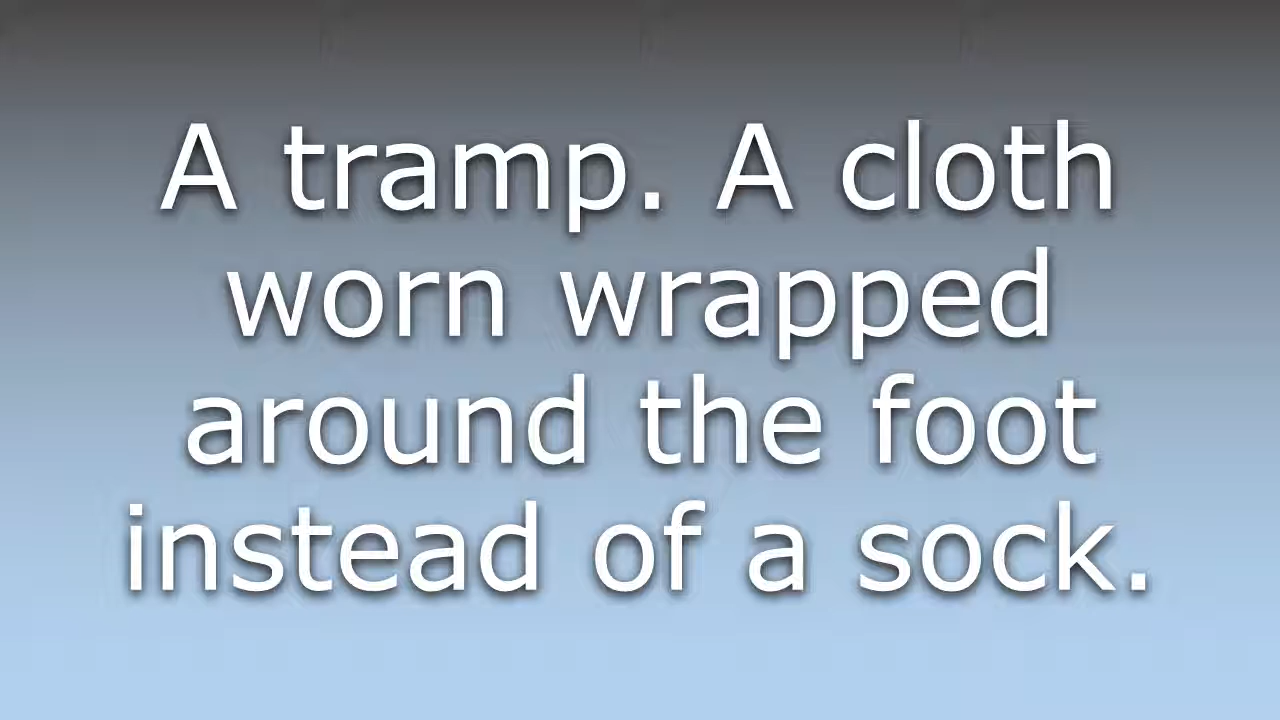 A tramp. A cloth
worn wrapped
around the foot
instead of a sock.